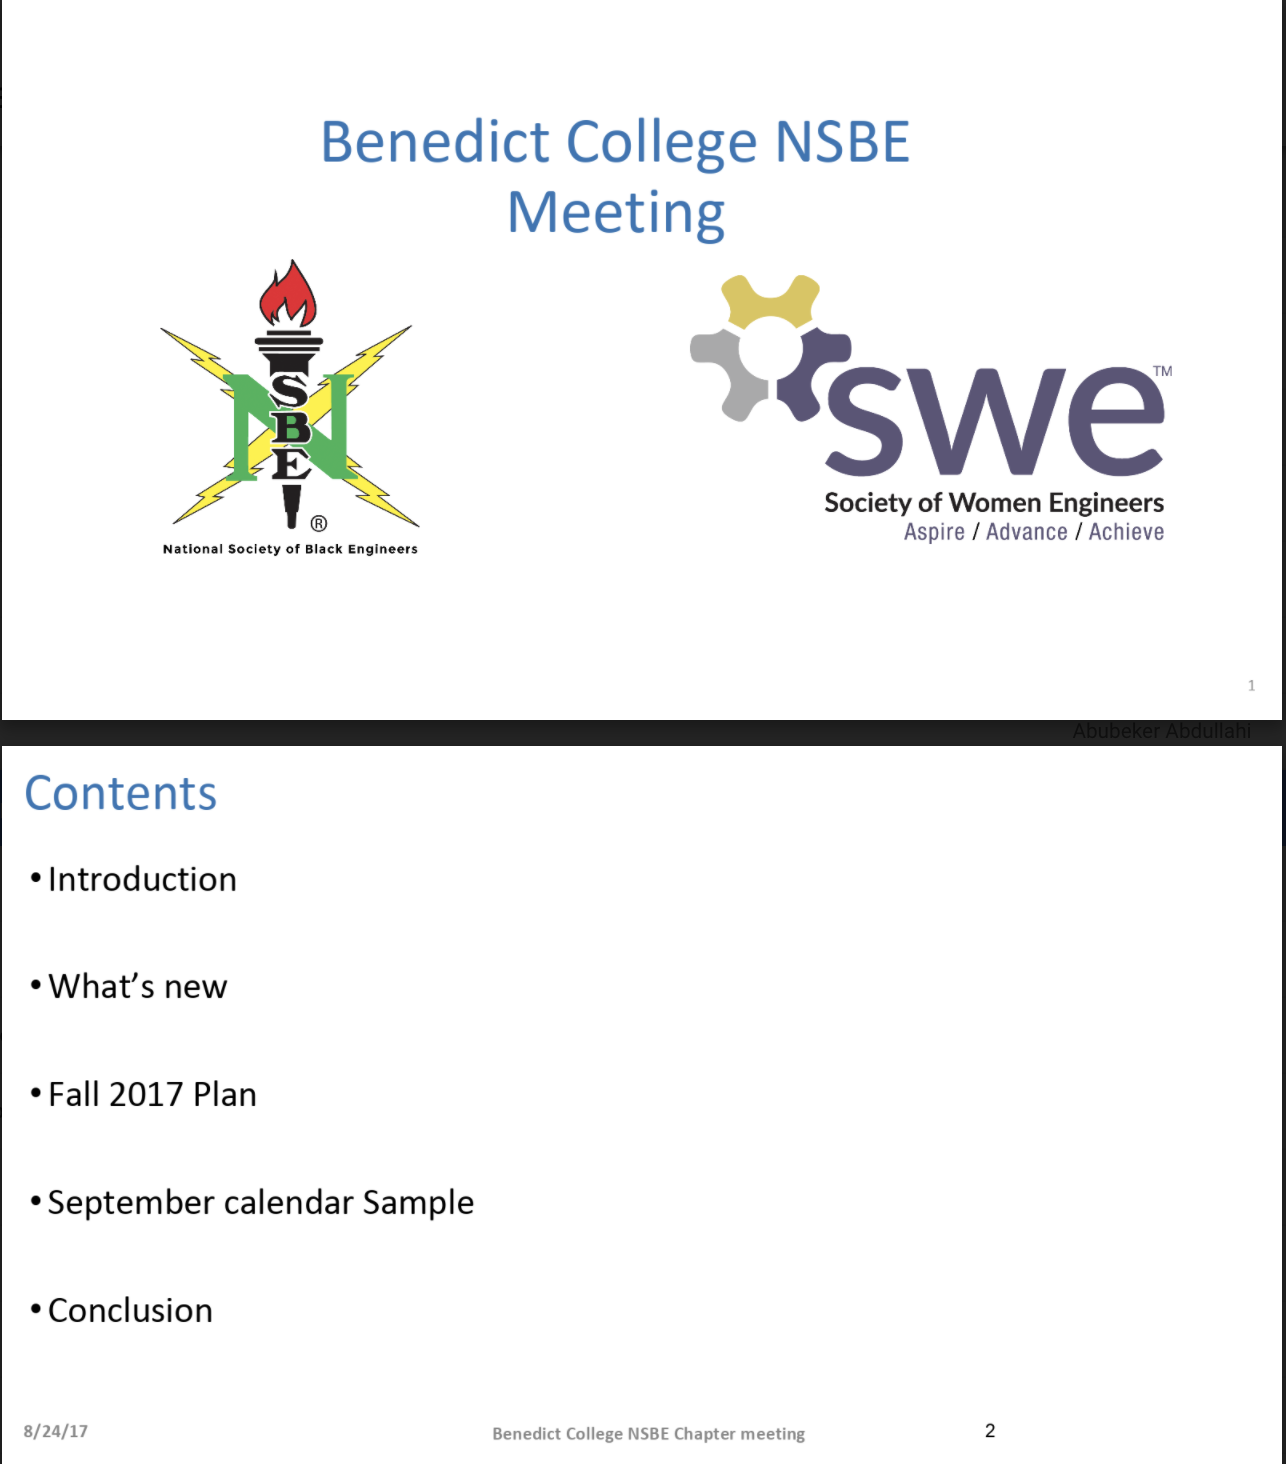 Benedict College NSBE
Meeting
N
S
B
E
®
National Society of Black Engineers
swe™
Society of Women Engineers
Aspire / Advance / Achieve
1
Abubeker Abdullahi
Contents
• Introduction
• What’s new
• Fall 2017 Plan
• September calendar Sample
• Conclusion
8/24/17
Benedict College NSBE Chapter meeting
2